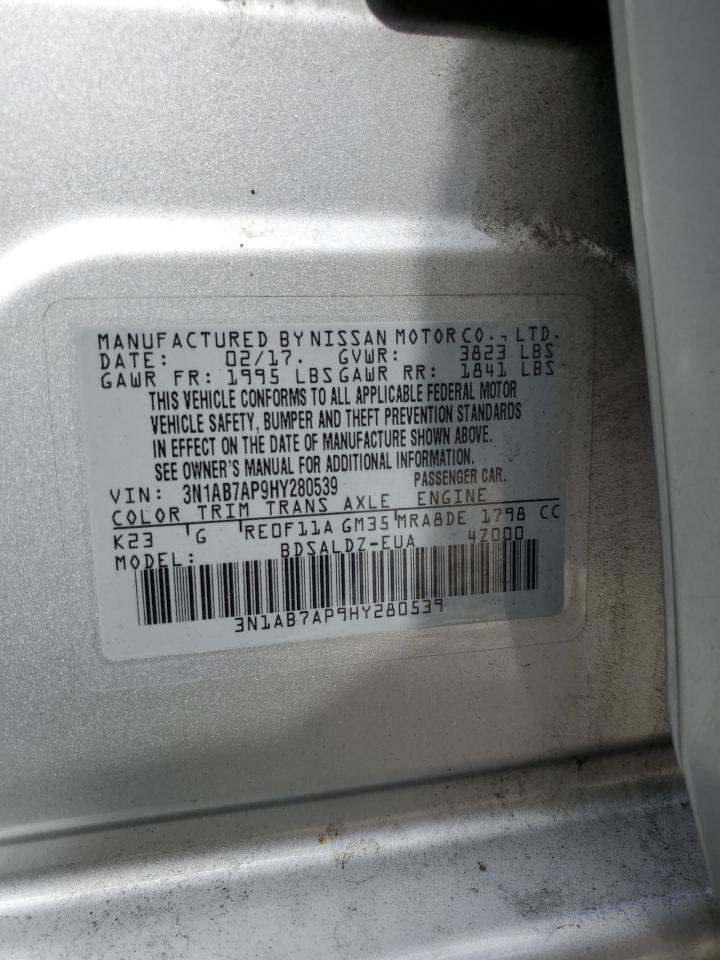 MANUFACTURED BY NISSAN MOTOR CO., LTD.
DATE: 02/17. GVWR: 3823 LBS
GAWR FR: 1995 LBS GAWR RR: 1841 LBS
THIS VEHICLE CONFORMS TO ALL APPLICABLE FEDERAL MOTOR
VEHICLE SAFETY, BUMPER AND THEFT PREVENTION STANDARDS
IN EFFECT ON THE DATE OF MANUFACTURE SHOWN ABOVE.
SEE OWNER'S MANUAL FOR ADDITIONAL INFORMATION.
VIN: 3N1AB7AP9HY280539 PASSENGER CAR.
COLOR TRIM TRANS AXLE ENGINE
K23 G RE0F11A GM35 MRA8DE 1798 CC
MODEL: BDSALDZ-EUA 4Z000
3N1AB7AP9HY280539